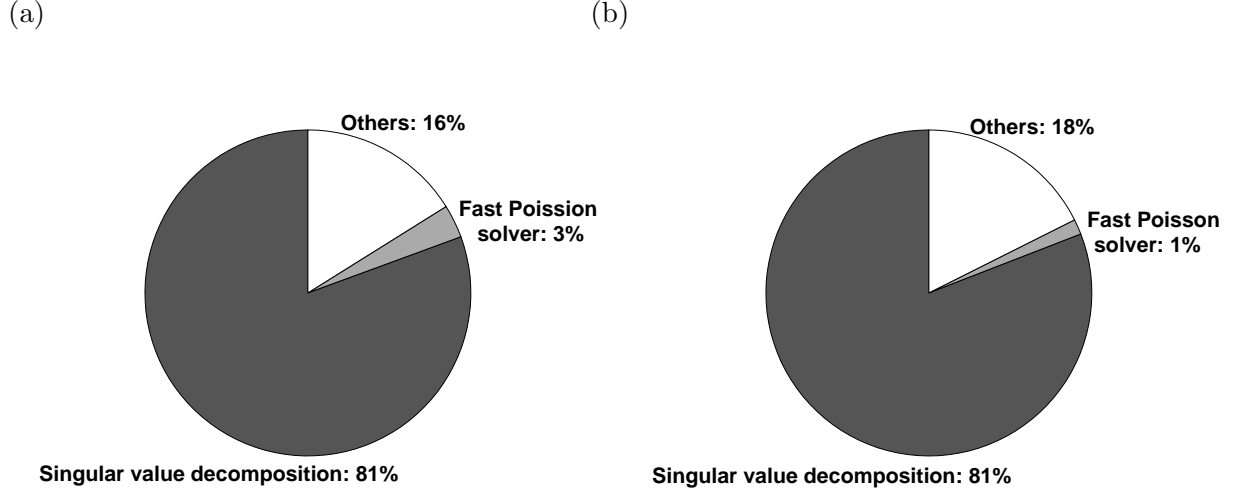 (a)
Others: 16%
Fast Poission
solver: 3%
Singular value decomposition: 81%
(b)
Others: 18%
Fast Poisson
solver: 1%
Singular value decomposition: 81%